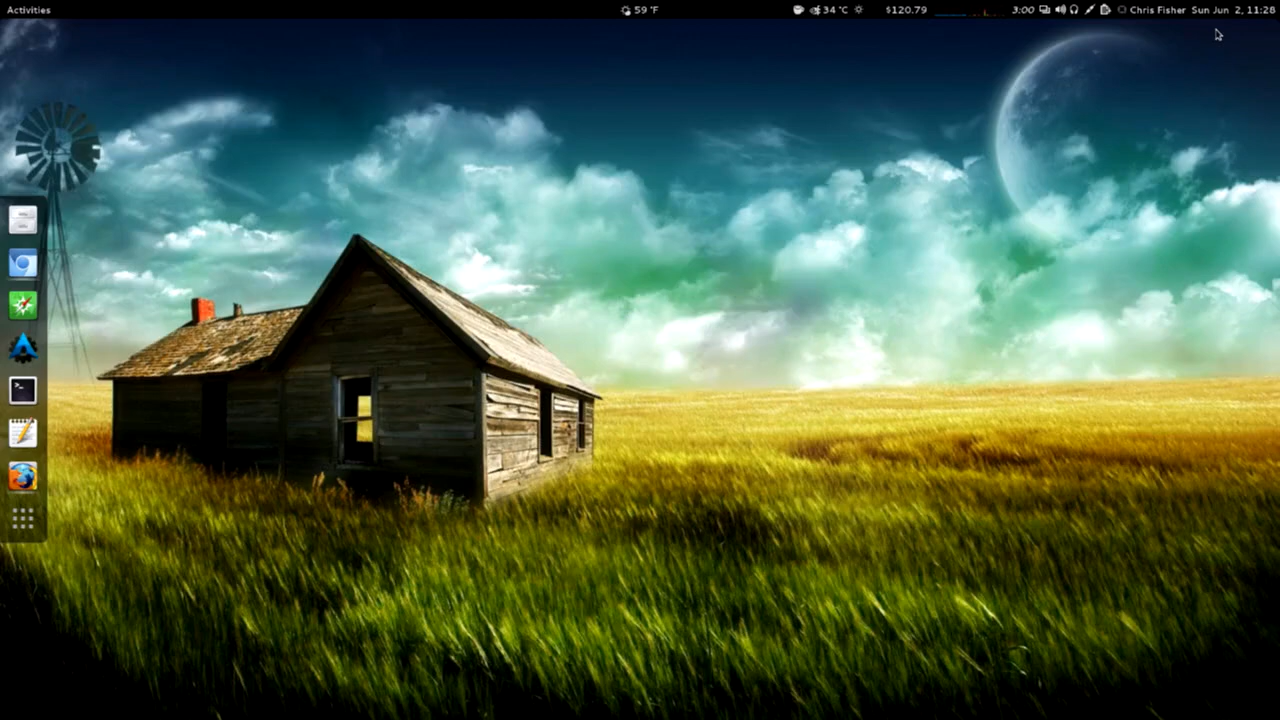 Activities
59 °F
34 °C
$120.79
3:00
Chris Fisher
Sun Jun 2, 11:28